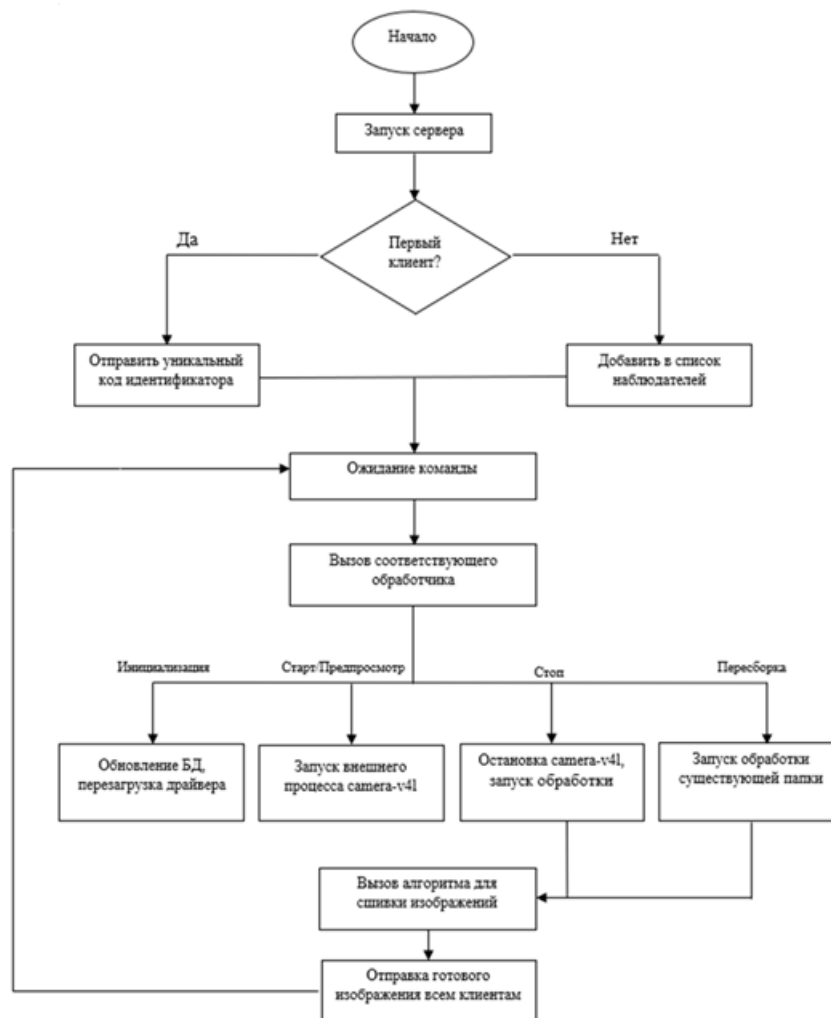 Начало
Запуск сервера
Первый
клиент?
Да
Нет
Отправить уникальный
код идентификатора
Добавить в список
наблюдателей
Ожидание команды
Вызов соответствующего
обработчика
Инициализация
Старт/Предпросмотр
Стоп
Пересборка
Обновление БД,
перезагрузка драйвера
Запуск внешнего
процесса camera-v4l
Остановка camera-v4l,
запуск обработки
Запуск обработки
существующей папки
Вызов алгоритма для
сшивки изображений
Отправка готового
изображения всем клиентам